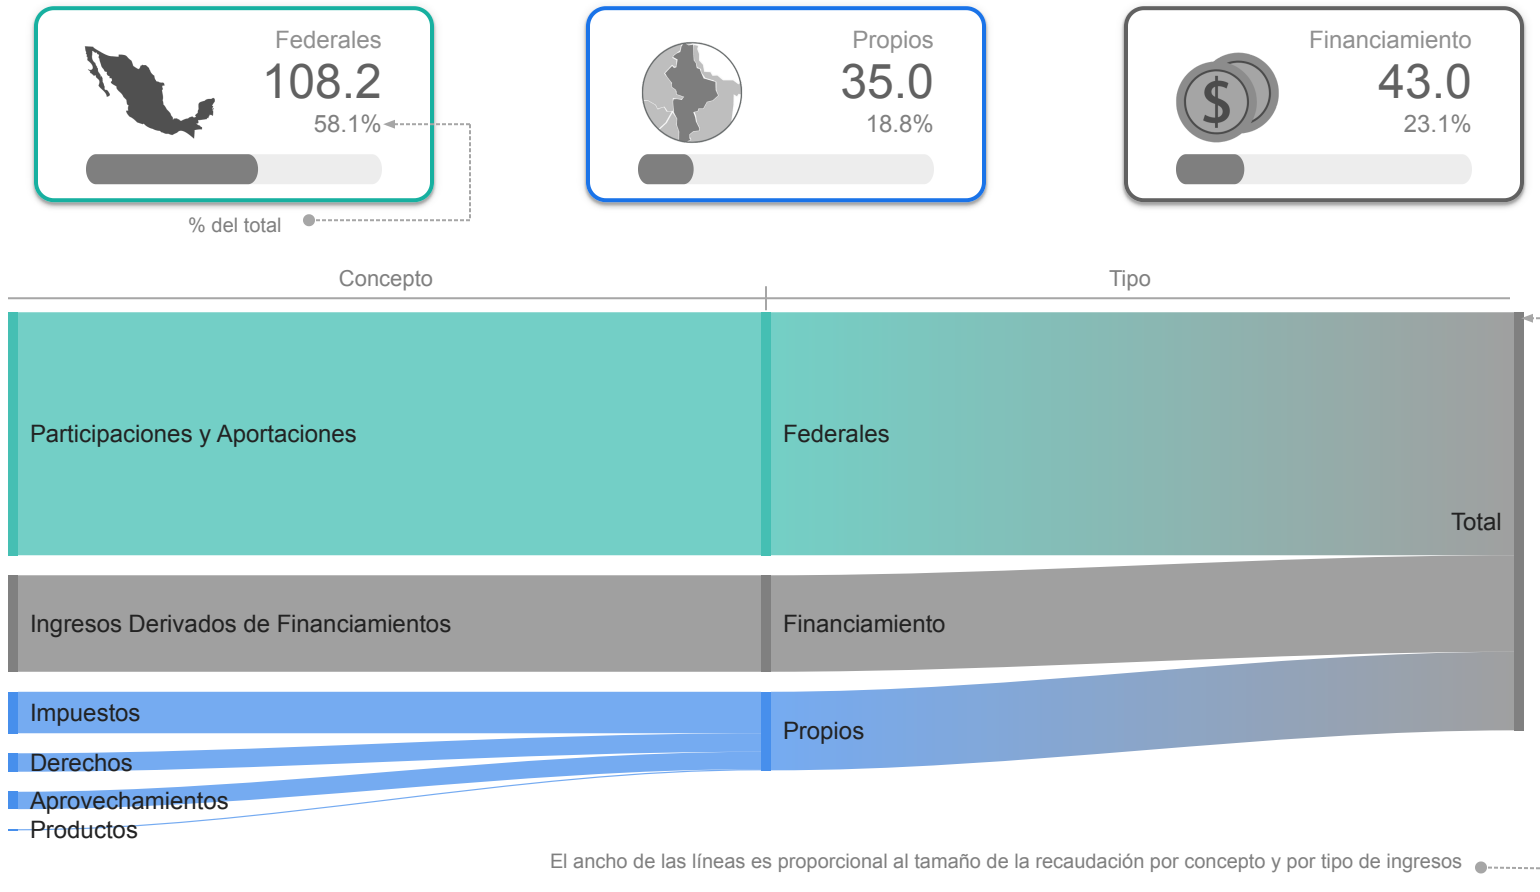 Federales
108.2
58.1%
Propios
35.0
18.8%
$
Financiamiento
43.0
23.1%
% del total
Concepto
Tipo
Participaciones y Aportaciones
Federales
Total
Ingresos Derivados de Financiamientos
Financiamiento
Impuestos
Propios
Derechos
Aprovechamientos
Productos
El ancho de las líneas es proporcional al tamaño de la recaudación por concepto y por tipo de ingresos